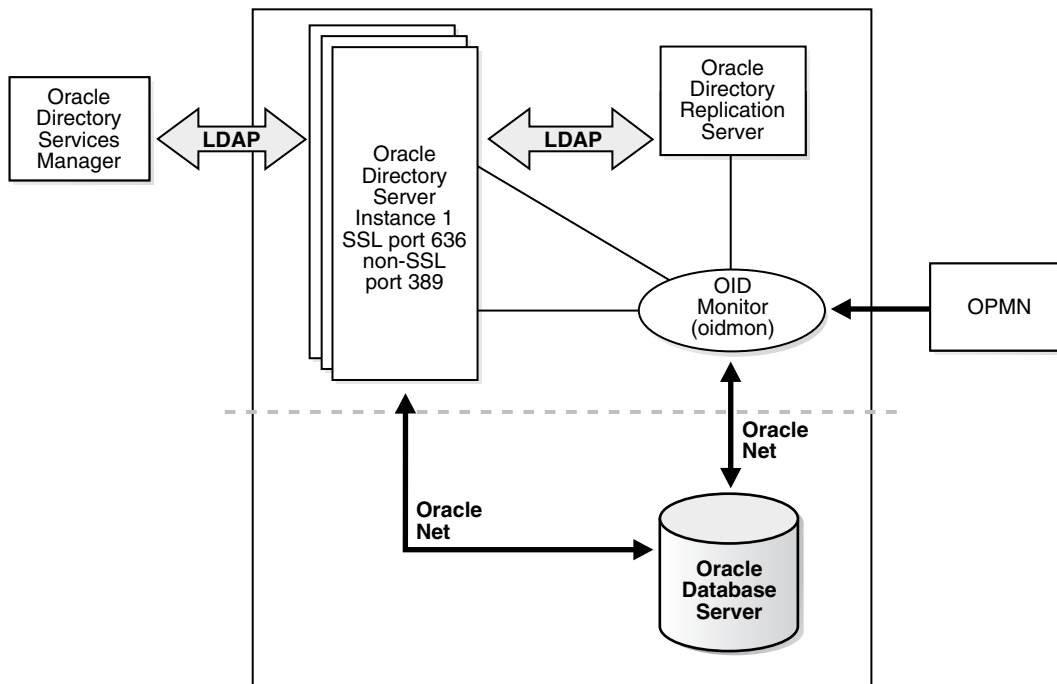 Oracle
Directory
Services
Manager
LDAP
Oracle
Directory
Server
Instance 1
SSL port 636
non-SSL
port 389
LDAP
Oracle
Directory
Replication
Server
OID
Monitor
(oidmon)
OPMN
Oracle
Net
Oracle
Net
Oracle
Database
Server